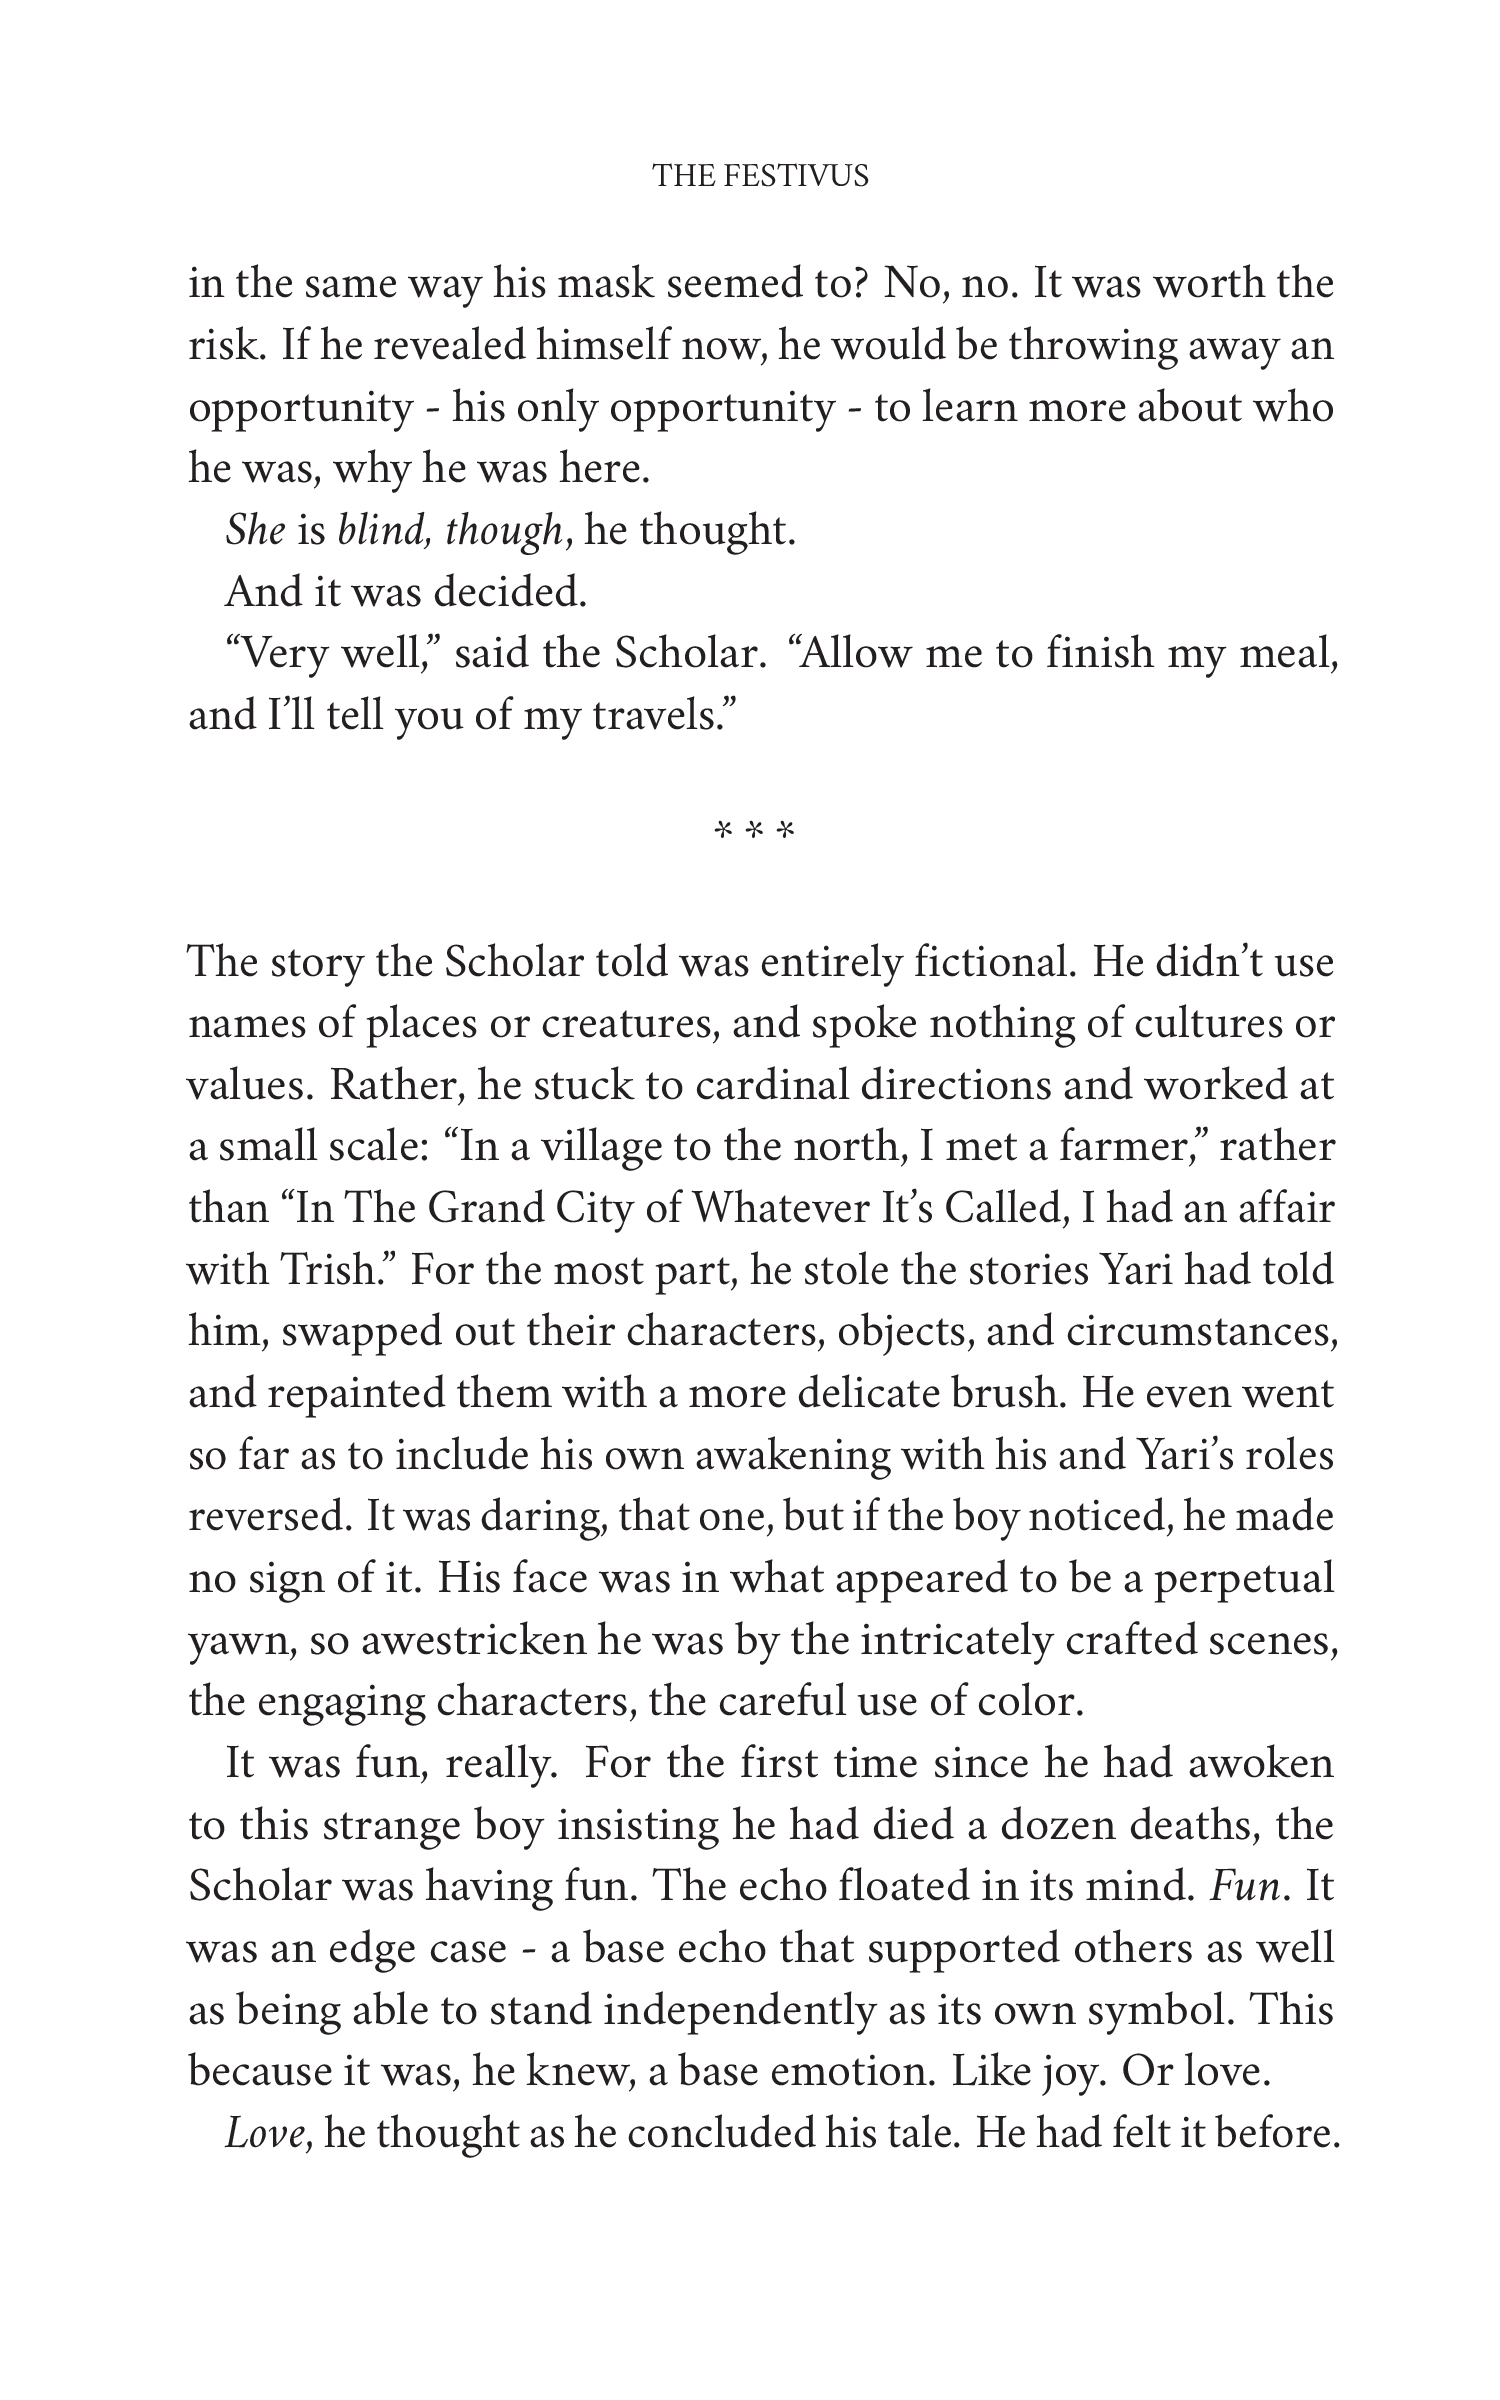 THE FESTIVUS
in the same way his mask seemed to? No, no. It was worth the
risk. If he revealed himself now, he would be throwing away an
opportunity - his only opportunity - to learn more about who
he was, why he was here.
She is blind, though, he thought.
And it was decided.
“Very well,” said the Scholar. “Allow me to finish my meal,
and I’ll tell you of my travels.”
* * *
The story the Scholar told was entirely fictional. He didn’t use
names of places or creatures, and spoke nothing of cultures or
values. Rather, he stuck to cardinal directions and worked at
a small scale: “In a village to the north, I met a farmer,” rather
than “In The Grand City of Whatever It’s Called, I had an affair
with Trish.” For the most part, he stole the stories Yari had told
him, swapped out their characters, objects, and circumstances,
and repainted them with a more delicate brush. He even went
so far as to include his own awakening with his and Yari’s roles
reversed. It was daring, that one, but if the boy noticed, he made
no sign of it. His face was in what appeared to be a perpetual
yawn, so awestricken he was by the intricately crafted scenes,
the engaging characters, the careful use of color.
It was fun, really. For the first time since he had awoken
to this strange boy insisting he had died a dozen deaths, the
Scholar was having fun. The echo floated in its mind. Fun. It
was an edge case - a base echo that supported others as well
as being able to stand independently as its own symbol. This
because it was, he knew, a base emotion. Like joy. Or love.
Love, he thought as he concluded his tale. He had felt it before.